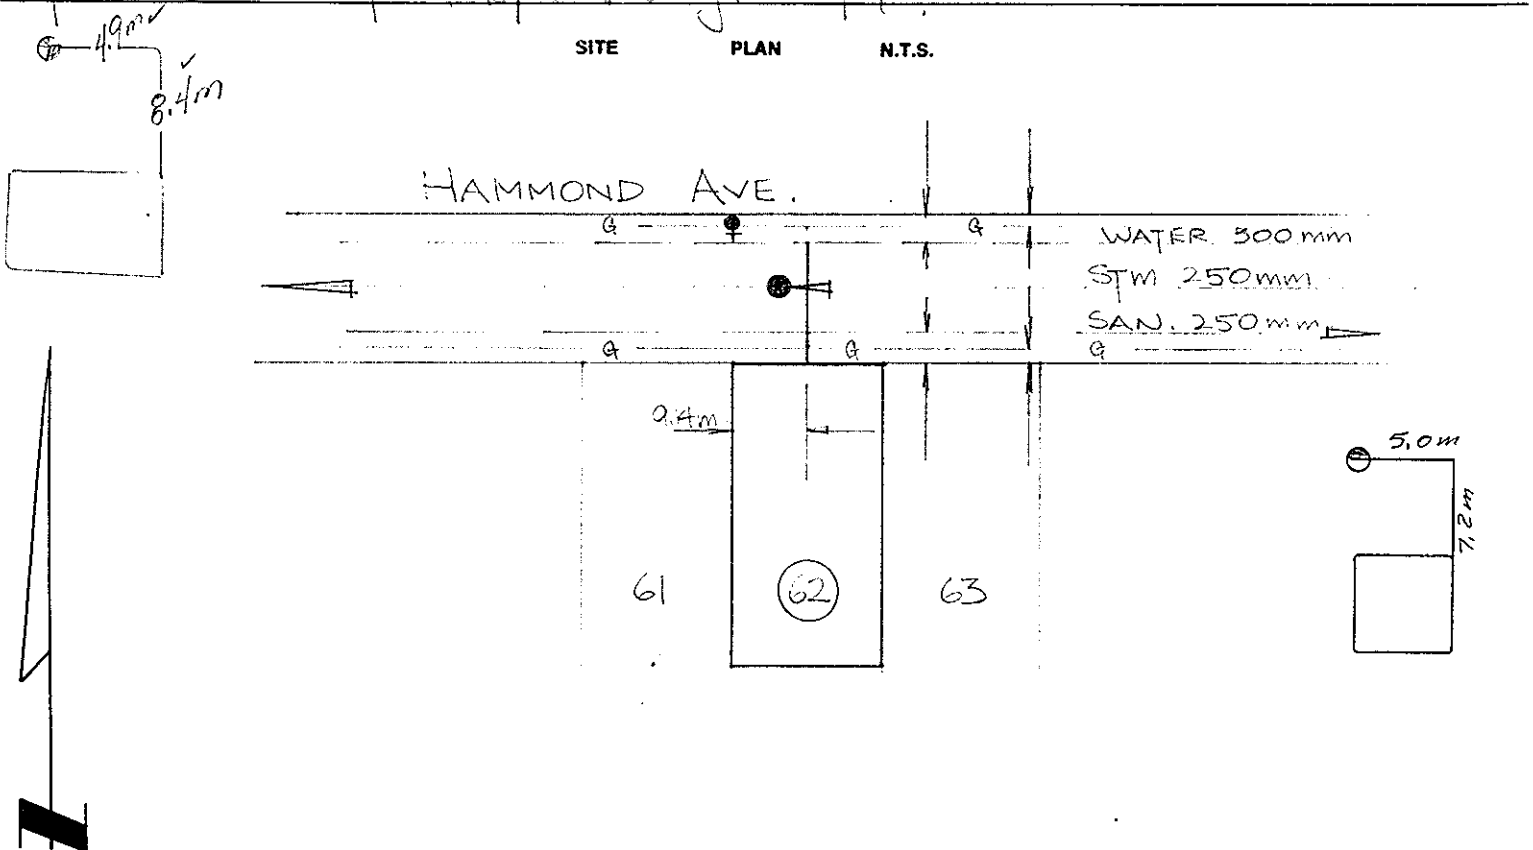 4.9m
8.4m
SITE PLAN N.T.S.
HAMMOND AVE.
G G
WATER 300mm
STM 250mm
SAN. 250mm
G G G
9.4m
5.0m
7.2m
61 62 63